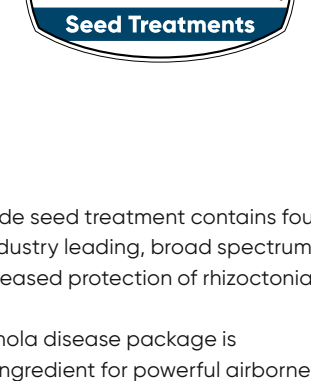 Seed Treatments
de seed treatment contains fou
dustry leading, broad spectrum
eased protection of rhizoctonia
nola disease package is
ngredient for powerful airborne